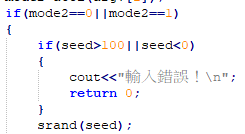 if(mode2==0||mode2==1)
{
if(seed>100||seed<0)
{
cout<<"輸入錯誤！\n";
return 0;
}
srand(seed);